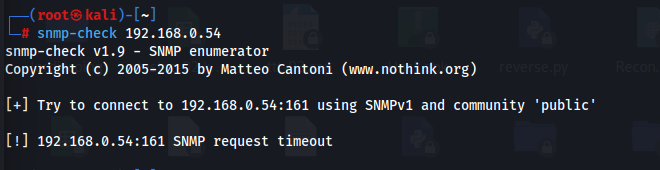 ┌──(root㉿kali)-[~]
└─# snmp-check 192.168.0.54
snmp-check v1.9 - SNMP enumerator
Copyright (c) 2005-2015 by Matteo Cantoni (www.nothink.org)
reverse.py
Recon.
[+] Try to connect to 192.168.0.54:161 using SNMPv1 and community 'public'
[!] 192.168.0.54:161 SNMP request timeout